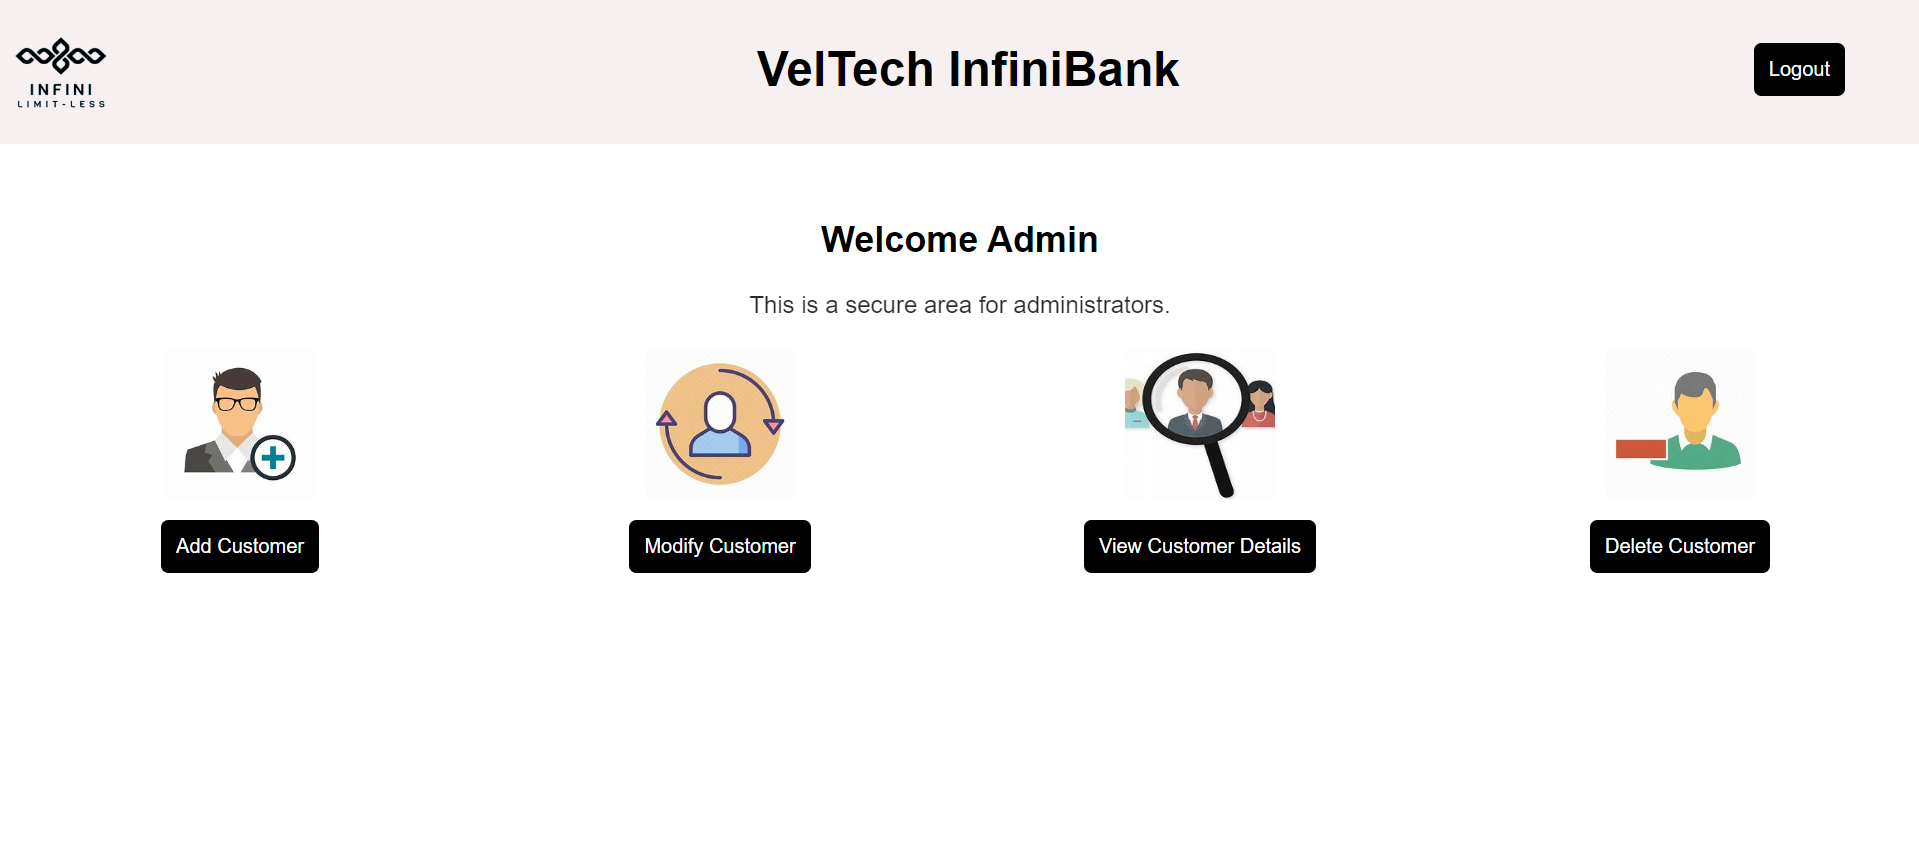 INFINI
LIMIT-LESS
VelTech InfiniBank
Logout
Welcome Admin
This is a secure area for administrators.
Add Customer
Modify Customer
View Customer Details
Delete Customer